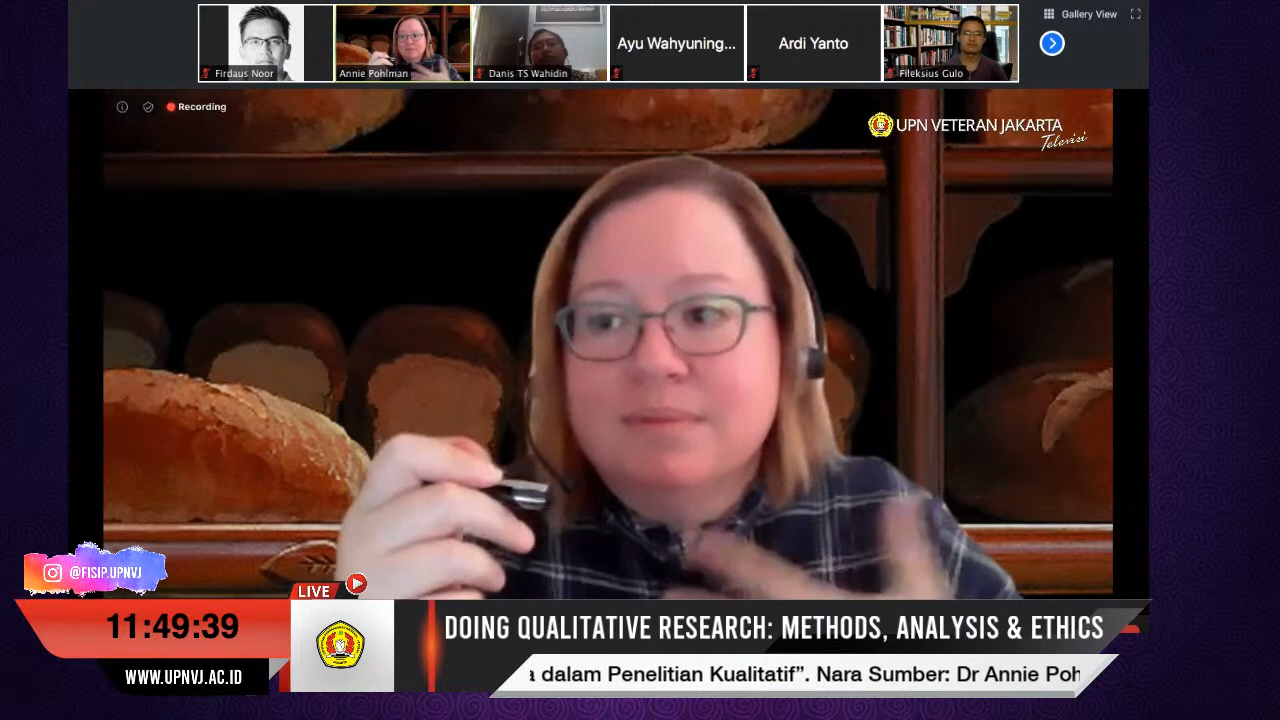 Gallery View
Firdaus Noor
Annie Pohlman
Danis TS Wahidin
Ayu Wahyuning...
Ardi Yanto
Fileksius Gulo
Recording
UPN VETERAN JAKARTA
Televisi
@FISIP.UPNVJ
LIVE
11:49:39
DOING QUALITATIVE RESEARCH: METHODS, ANALYSIS & ETHICS
WWW.UPNVJ.AC.ID
a dalam Penelitian Kualitatif”. Nara Sumber: Dr Annie Poh